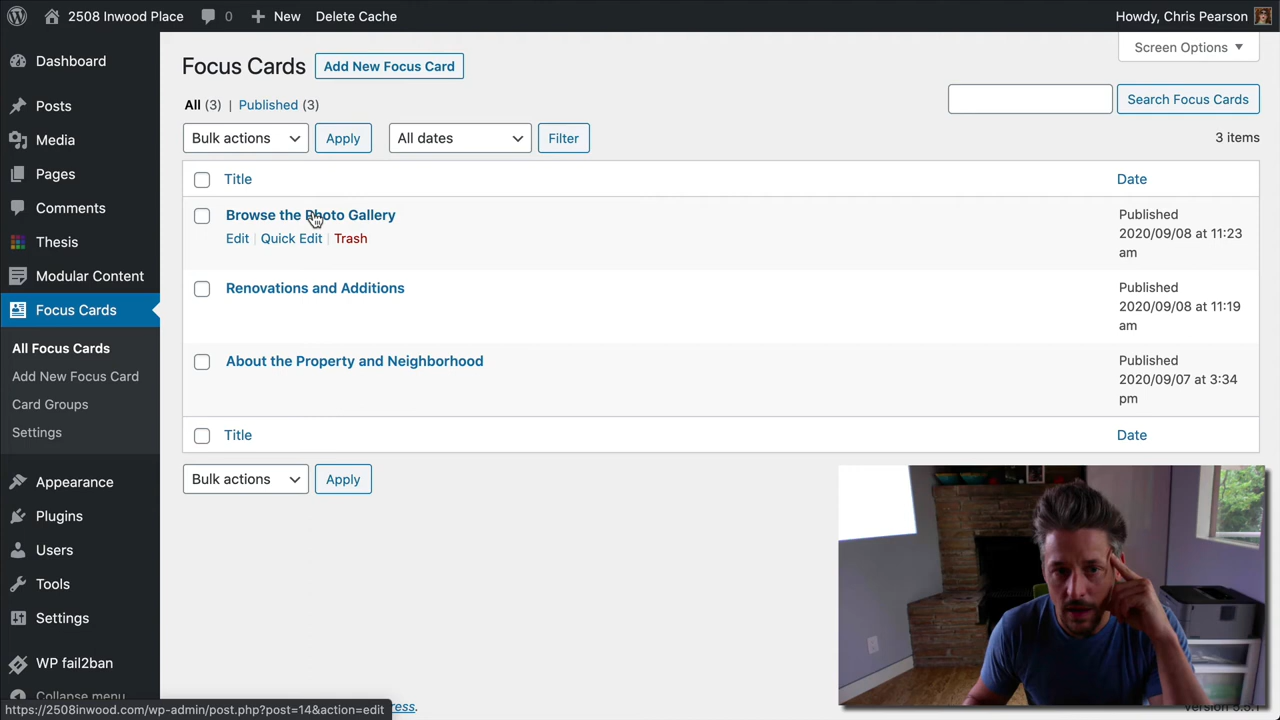 2508 Inwood Place
0
New
Delete Cache
Howdy, Chris Pearson
Dashboard
Posts
Media
Pages
Comments
Thesis
Modular Content
Focus Cards
All Focus Cards
Add New Focus Card
Card Groups
Settings
Appearance
Plugins
Users
Tools
Settings
WP fail2ban
Collapse menu
Screen Options
Focus Cards
Add New Focus Card
All (3) | Published (3)
Search Focus Cards
Bulk actions
Apply
All dates
Filter
3 items
Title
Date
Browse the Photo Gallery
Edit | Quick Edit | Trash
Published
2020/09/08 at 11:23
am
Renovations and Additions
Published
2020/09/08 at 11:19
am
About the Property and Neighborhood
Published
2020/09/07 at 3:34
pm
Title
Date
Bulk actions
Apply
https://2508inwood.com/wp-admin/post.php?post=14&action=edit
ress.